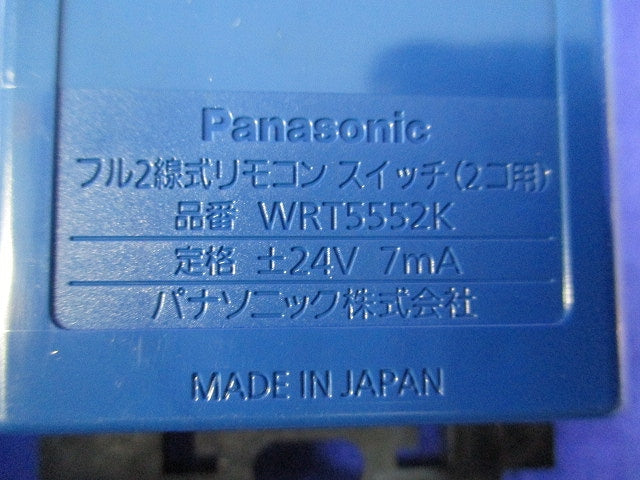 Panasonic
フル2線式リモコン スイッチ(2コ用)
品番 WRT5552K
定格 ±24V 7mA
パナソニック株式会社
MADE IN JAPAN